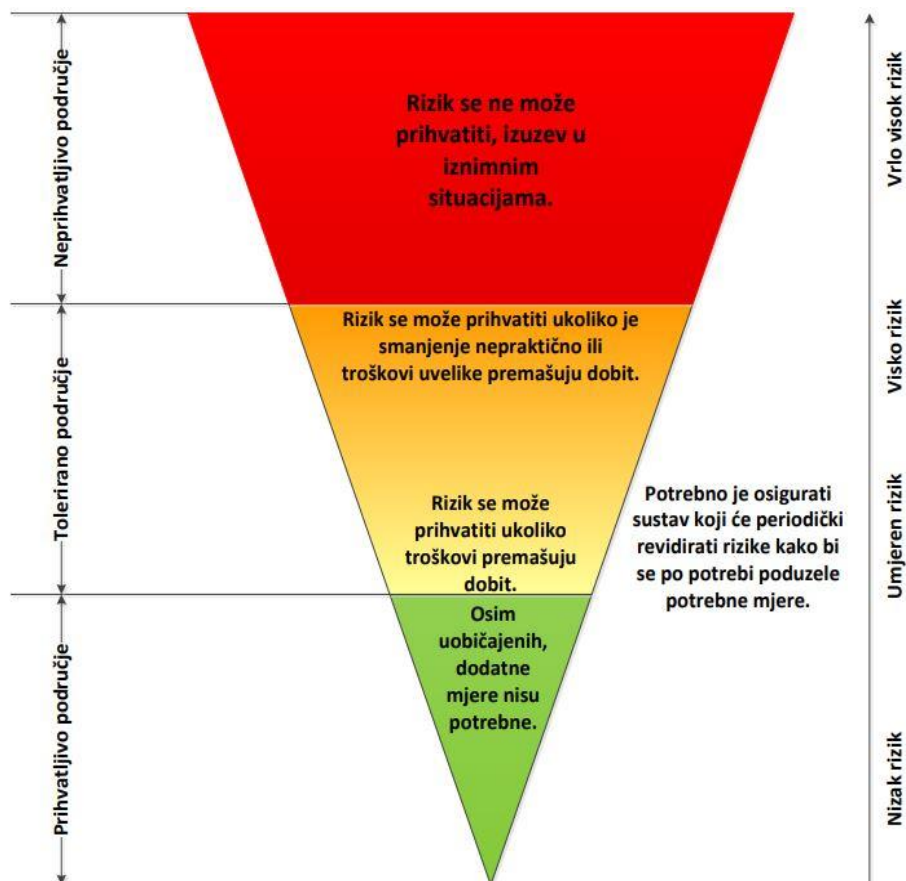 Neprihvatljivo područje
Rizik se ne može
prihvatiti, izuzev u
iznimnim
situacijama.
Vrlo visok rizik
Tolerirano područje
Rizik se može prihvatiti ukoliko je
smanjenje nepraktično ili
troškovi uvelike premašuju dobit.
Visko rizik
Rizik se može
prihvatiti ukoliko
troškovi premašuju
dobit.
Potrebno je osigurati
sustav koji će periodički
revidirati rizike kako bi
se po potrebi poduzele
potrebne mjere.
Umjeren rizik
Prihvatljivo područje
Osim
uobičajenih,
dodatne
mjere nisu
potrebne.
Nizak rizik